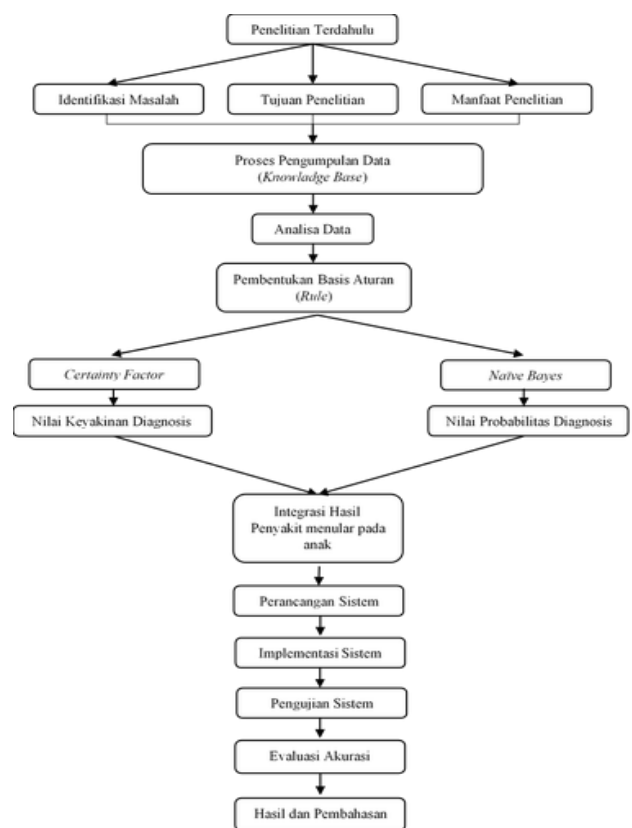 Penelitian Terdahulu
Identifikasi Masalah
Tujuan Penelitian
Manfaat Penelitian
Proses Pengumpulan Data
(Knowladge Base)
Analisa Data
Pembentukan Basis Aturan
(Rule)
Certainty Factor
Naïve Bayes
Nilai Keyakinan Diagnosis
Nilai Probabilitas Diagnosis
Integrasi Hasil
Penyakit menular pada
anak
Perancangan Sistem
Implementasi Sistem
Pengujian Sistem
Evaluasi Akurasi
Hasil dan Pembahasan